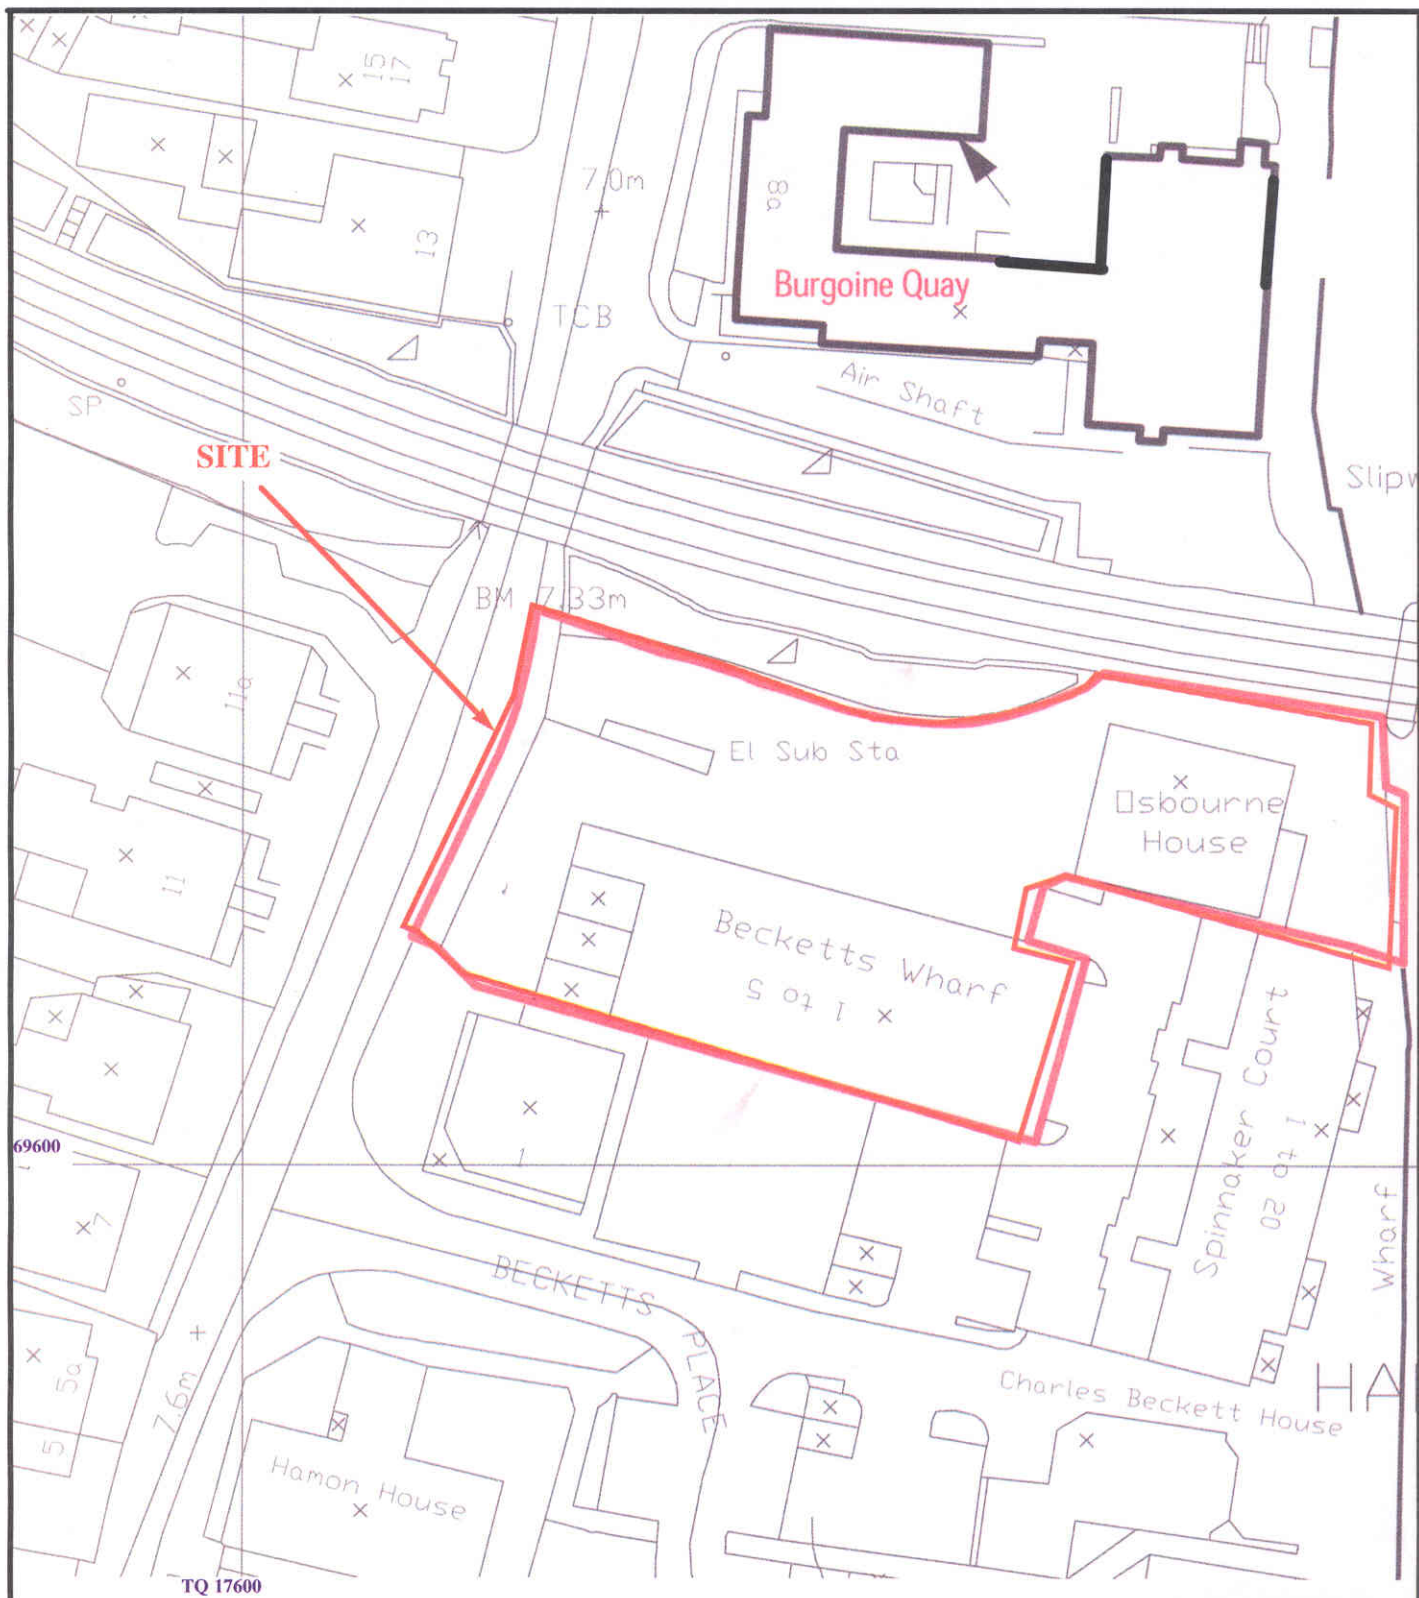 15
17
7.0m
8a
13
Burgoine Quay
TCB
Air Shaft
SP
SITE
Slipw
BM 7.33m
11a
El Sub Sta
Osbourne
House
11
Becketts Wharf
1 to 5
Spinnaker Court
1 to 20
69600
1
7
Wharf
BECKETTS
PLACE
5a
5
7.6m
Charles Beckett House
HA
Hamon House
TQ 17600